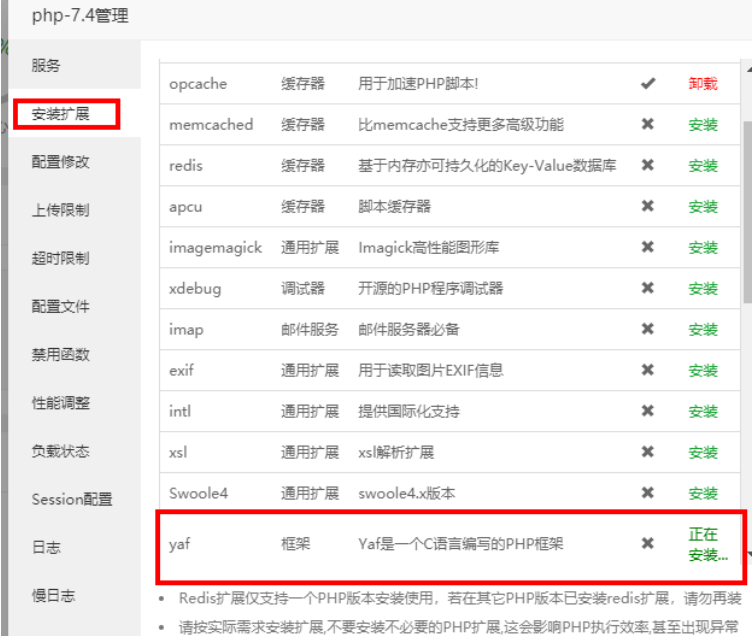 php-7.4管理
服务
安装扩展
配置修改
上传限制
超时限制
配置文件
禁用函数
性能调整
负载状态
Session配置
日志
慢日志
opcache 缓存器 用于加速PHP脚本! ✔ 卸载
memcached 缓存器 比memcache支持更多高级功能 ✖ 安装
redis 缓存器 基于内存亦可持久化的Key-Value数据库 ✖ 安装
apcu 缓存器 脚本缓存器 ✖ 安装
imagemagick 通用扩展 Imagick高性能图形库 ✖ 安装
xdebug 调试器 开源的PHP程序调试器 ✖ 安装
imap 邮件服务 邮件服务器必备 ✖ 安装
exif 通用扩展 用于读取图片EXIF信息 ✖ 安装
intl 通用扩展 提供国际化支持 ✖ 安装
xsl 通用扩展 xsl解析扩展 ✖ 安装
Swoole4 通用扩展 swoole4.x版本 ✖ 安装
yaf 框架 Yaf是一个C语言编写的PHP框架 ✖ 正在
安装...
• Redis扩展仅支持一个PHP版本安装使用，若在其它PHP版本已安装redis扩展，请勿再装
• 请按实际需求安装扩展,不要安装不必要的PHP扩展,这会影响PHP执行效率,甚至出现异常